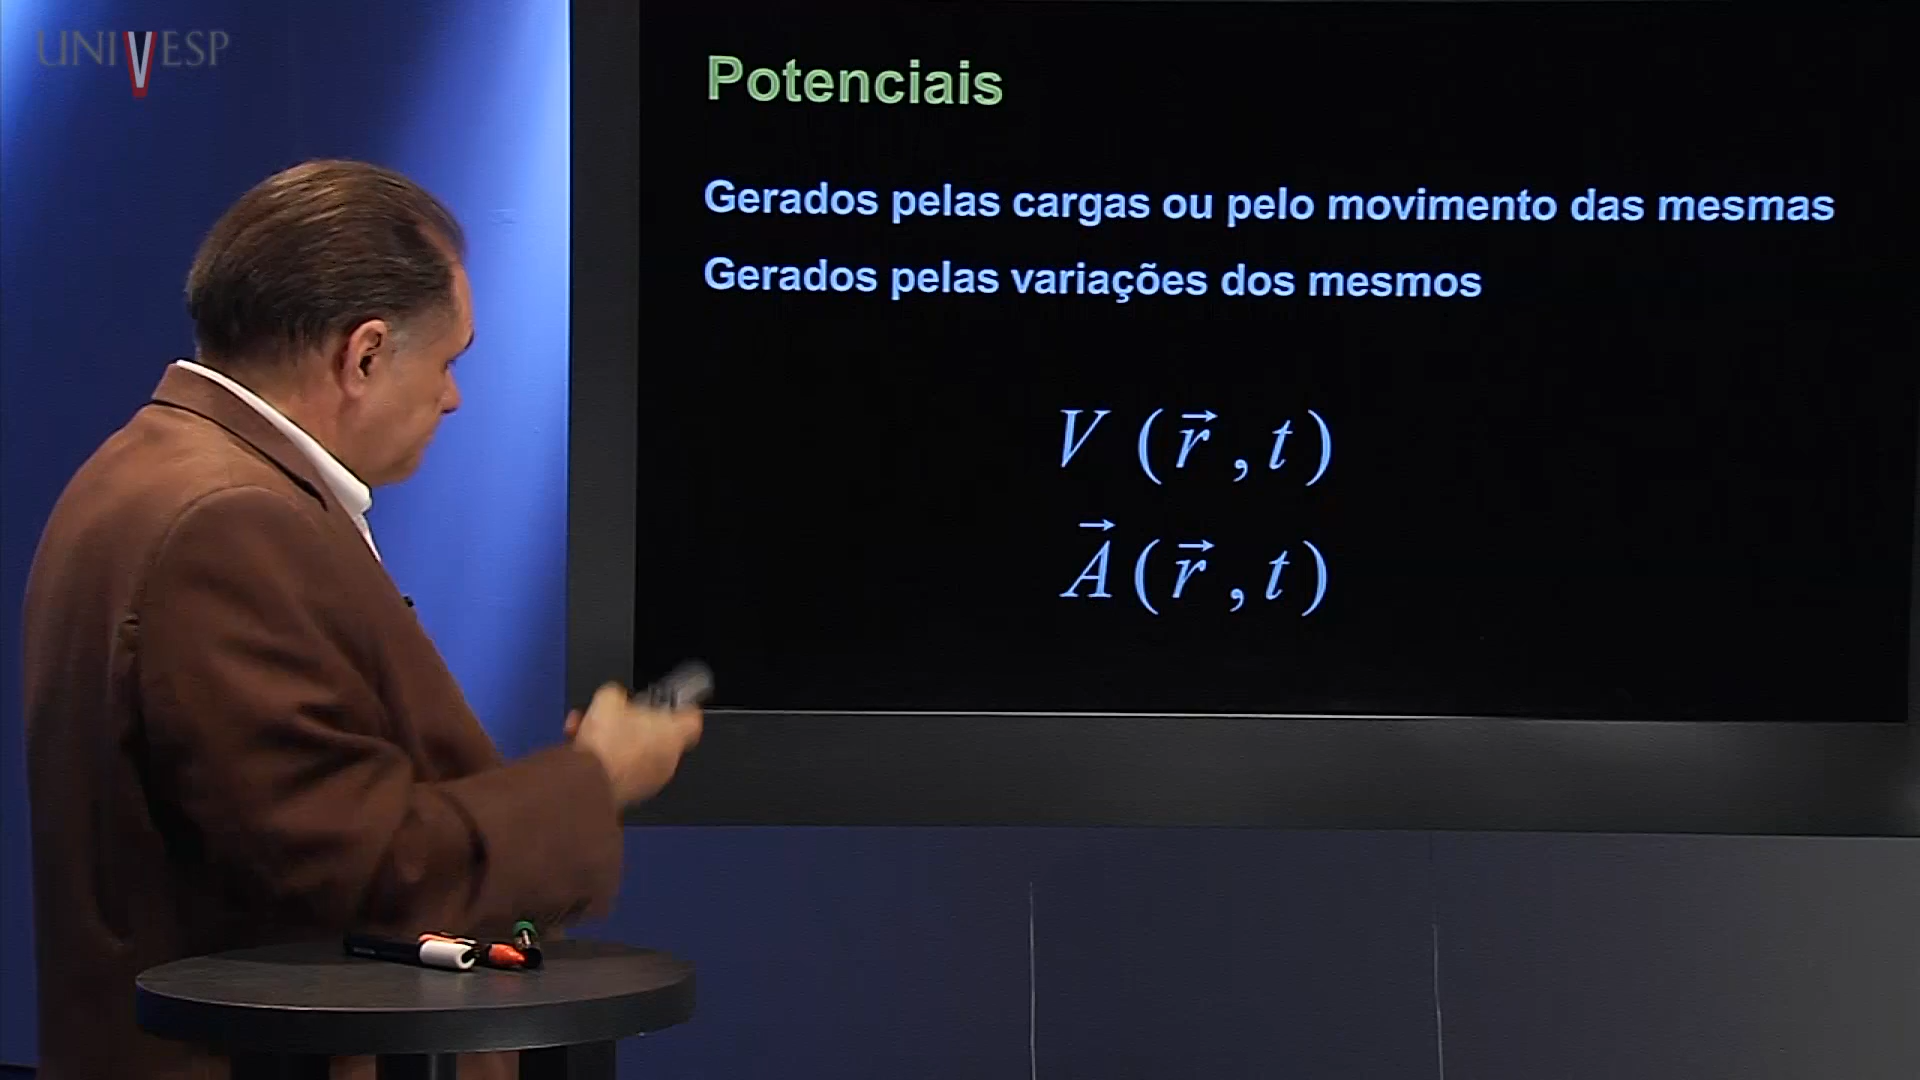 UNIVESP
Potenciais
Gerados pelas cargas ou pelo movimento das mesmas
Gerados pelas variações dos mesmos
V (r⃗ , t)
A⃗ (r⃗ , t)